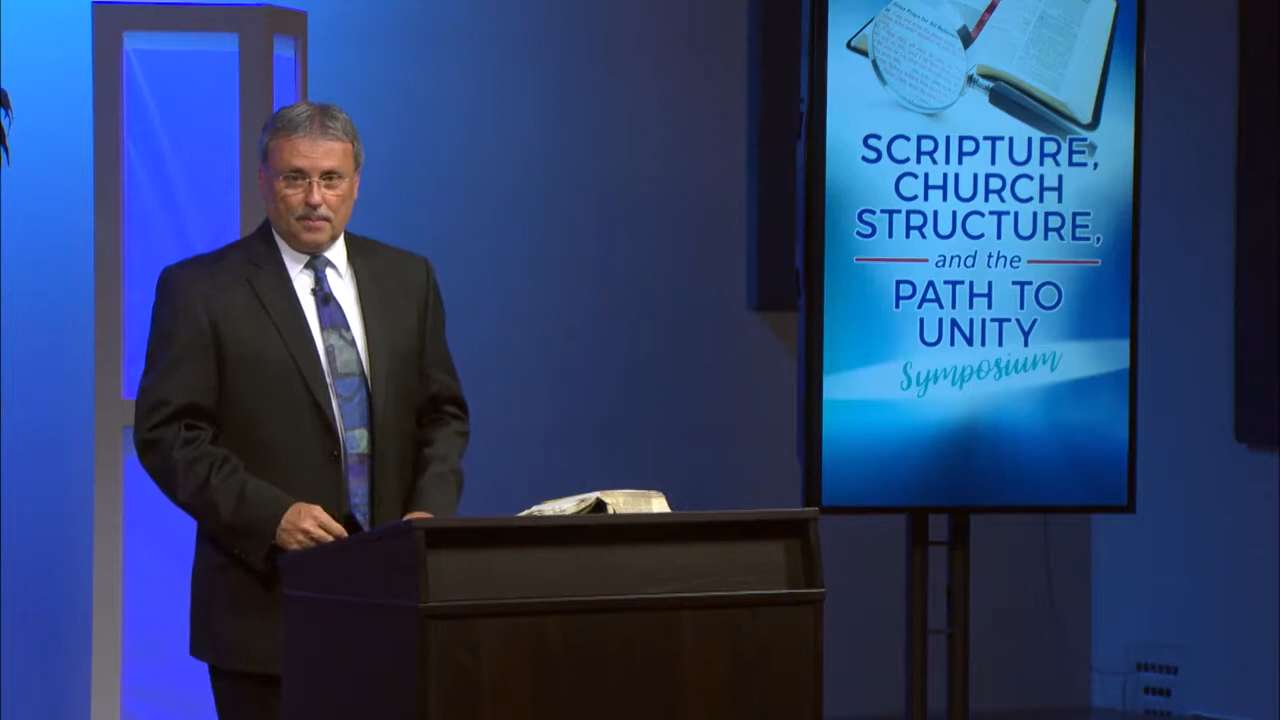 SCRIPTURE,
CHURCH
STRUCTURE,
and the
PATH TO
UNITY
Symposium